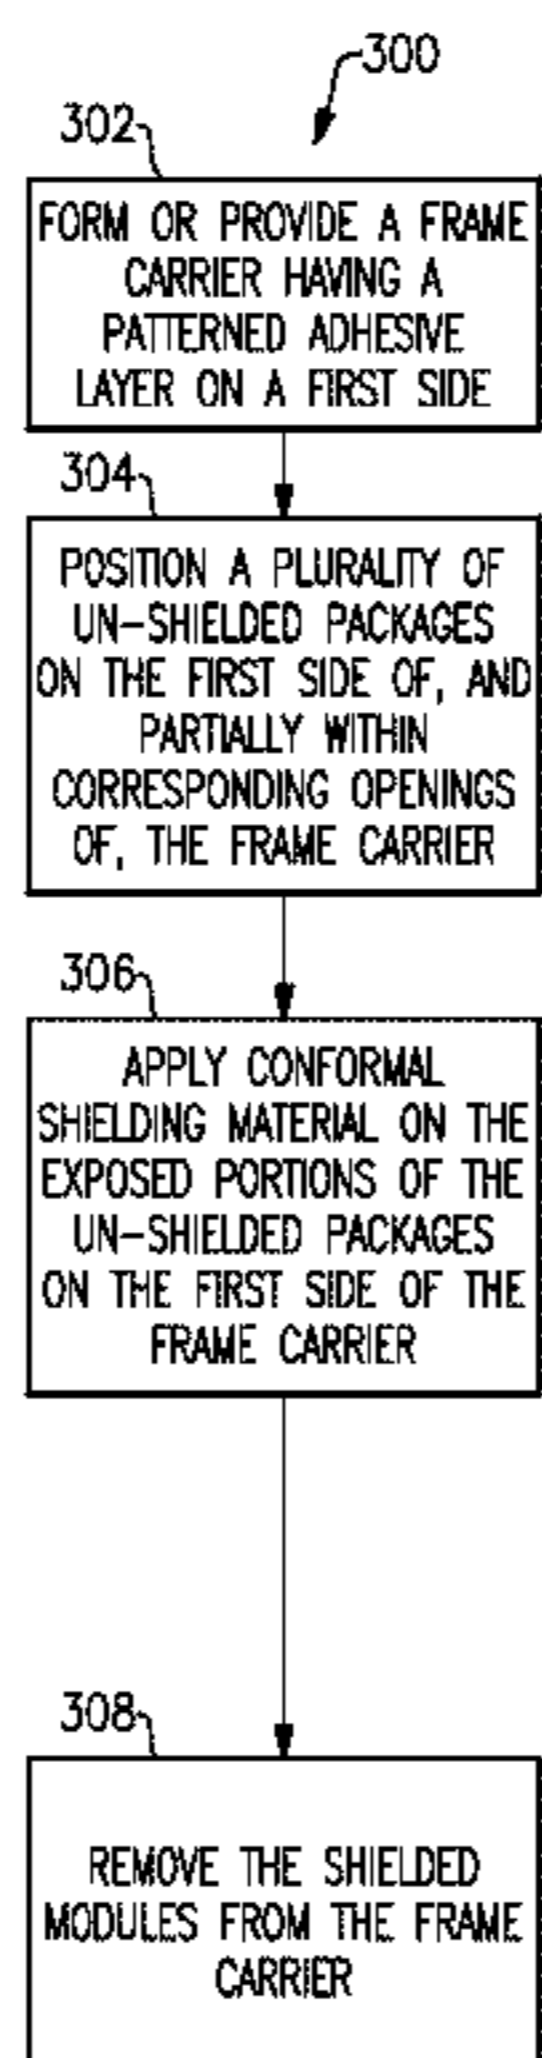 300
302
FORM OR PROVIDE A FRAME
CARRIER HAVING A
PATTERNED ADHESIVE
LAYER ON A FIRST SIDE
304
POSITION A PLURALITY OF
UN-SHIELDED PACKAGES
ON THE FIRST SIDE OF, AND
PARTIALLY WITHIN
CORRESPONDING OPENINGS
OF, THE FRAME CARRIER
306
APPLY CONFORMAL
SHIELDING MATERIAL ON THE
EXPOSED PORTIONS OF THE
UN-SHIELDED PACKAGES
ON THE FIRST SIDE OF THE
FRAME CARRIER
308
REMOVE THE SHIELDED
MODULES FROM THE FRAME
CARRIER